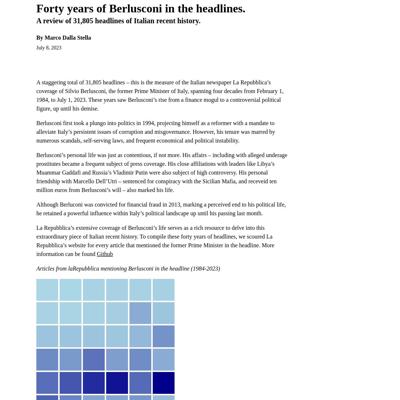 Forty years of Berlusconi in the headlines.
A review of 31,805 headlines of Italian recent history.
By Marco Dalla Stella
July 8, 2023
A staggering total of 31,805 headlines – this is the measure of the Italian newspaper La Repubblica's
coverage of Silvio Berlusconi, the former Prime Minister of Italy, spanning four decades from February 1,
1984, to July 1, 2023. These years saw Berlusconi's rise from a finance mogul to a controversial political
figure, up until his demise.
Berlusconi first took a plungo into politics in 1994, projecting himself as a reformer with a mandate to
alleviate Italy's persistent issues of corruption and misgovernance. However, his tenure was marred by
numerous scandals, self-serving laws, and frequent economical and political instability.
Berlusconi's personal life was just as contentious, if not more. His affairs – including with alleged underage
prostitutes became a frequent subject of press coverage. His close affiliations with leaders like Libya's
Muammar Gaddafi and Russia's Vladimir Putin were also subject of high controversy. His personal
friendship with Marcello Dell'Utri – sentenced for conspiracy with the Sicilian Mafia, and receveid ten
million euros from Berlusconi's will – also marked his life.
Although Berlusconi was convicted for financial fraud in 2013, marking a perceived end to his political life,
he retained a powerful influence within Italy's political landscape up until his passing last month.
La Repubblica's extensive coverage of Berlusconi's life serves as a rich resource to delve into this
extraordinary piece of Italian recent history. To compile these forty years of headlines, we scoured La
Repubblica's website for every article that mentioned the former Prime Minister in the headline. More
information can be found Github
Articles from laRepubblica mentioning Berlusconi in the headline (1984-2023)